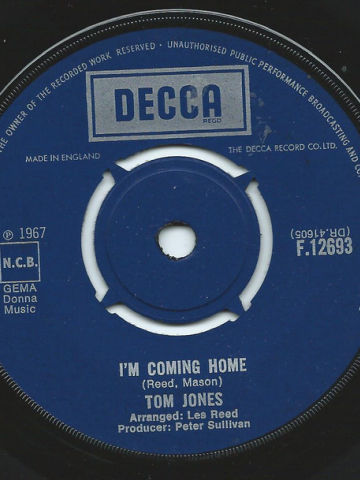 THE OWNER OF THE RECORDED WORK RESERVED · UNAUTHORISED PUBLIC PERFORMANCE BROADCASTING AND
DECCA
REGD
MADE IN ENGLAND
THE DECCA RECORD CO. LTD.
℗ 1967
(DR.41605)
F.12693
N.C.B.
GEMA
Donna
Music
I'M COMING HOME
(Reed, Mason)
TOM JONES
Arranged: Les Reed
Producer: Peter Sullivan